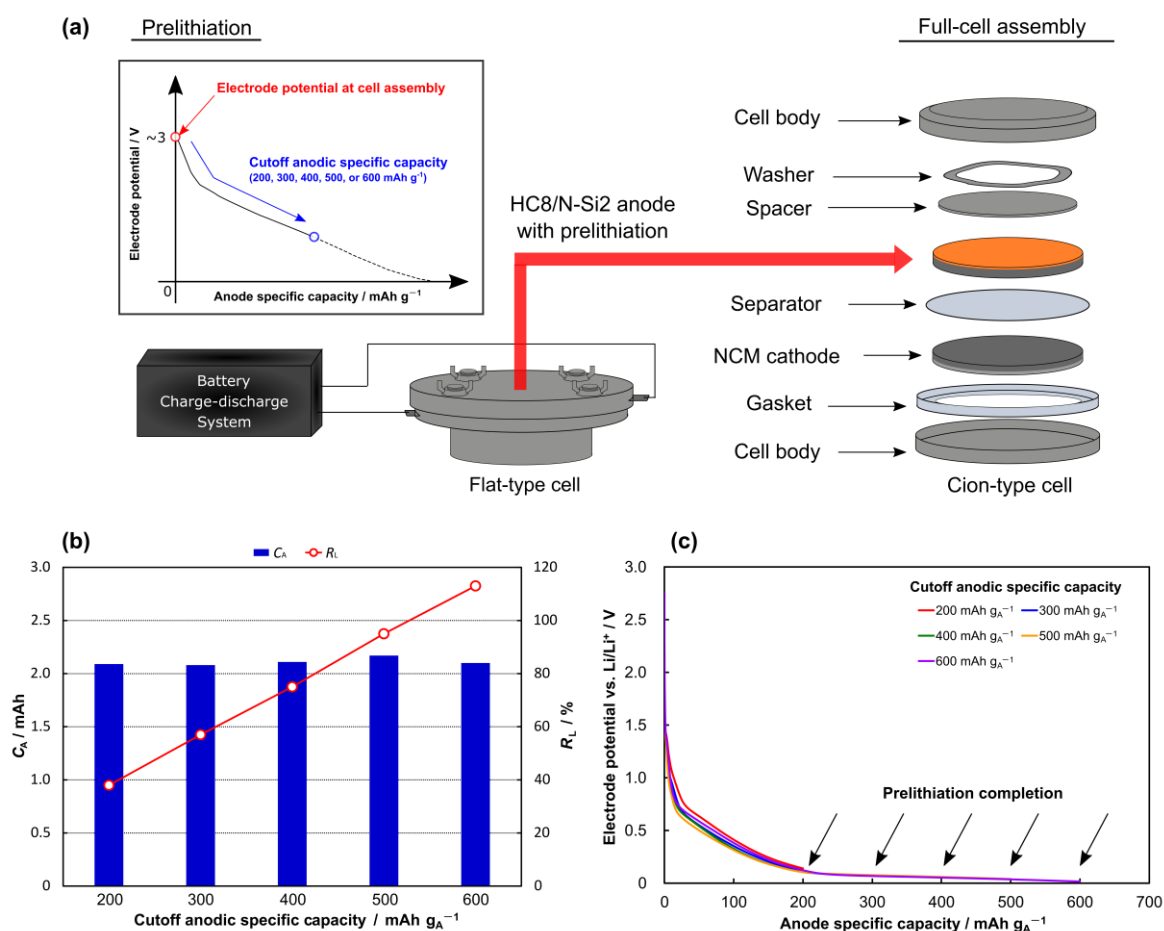 (a)
Prelithiation
Full-cell assembly
Electrode potential at cell assembly
Electrode potential / V
~3
Cutoff anodic specific capacity
(200, 300, 400, 500, or 600 mAh g⁻¹)
0
Anode specific capacity / mAh g⁻¹
HC8/N-Si2 anode
with prelithiation
Battery
Charge-discharge
System
Flat-type cell
Cell body
Washer
Spacer
Separator
NCM cathode
Gasket
Cell body
Cion-type cell
(b)
C_A
R_L
C_A / mAh
3.0
2.5
2.0
1.5
1.0
0.5
0
R_L / %
120
100
80
60
40
20
0
200 300 400 500 600
Cutoff anodic specific capacity / mAh g_A⁻¹
(c)
Electrode potential vs. Li/Li⁺ / V
3.0
2.5
2.0
1.5
1.0
0.5
0
Cutoff anodic specific capacity
200 mAh g_A⁻¹ 300 mAh g_A⁻¹
400 mAh g_A⁻¹ 500 mAh g_A⁻¹
600 mAh g_A⁻¹
Prelithiation completion
0 100 200 300 400 500 600 700
Anode specific capacity / mAh g_A⁻¹